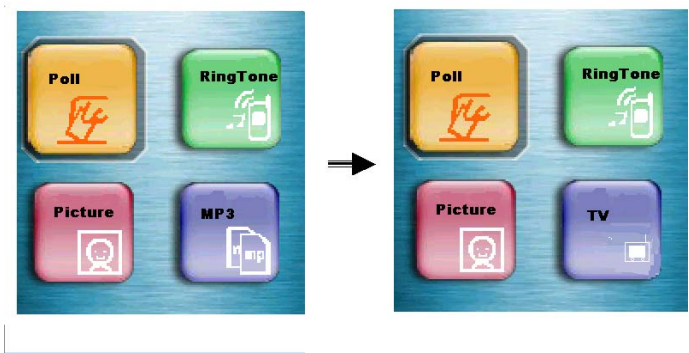 Poll
RingTone
Picture
MP3
mp
Poll
RingTone
Picture
TV